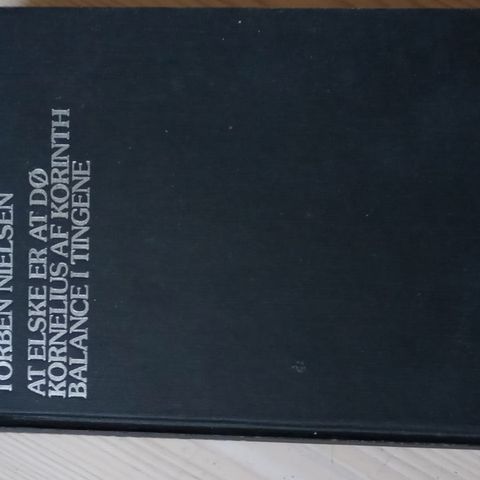 TORBEN NIELSEN
AT ELSKE ER AT DØ
KORNELIUS AF KORINTH
BALANCE I TINGENE